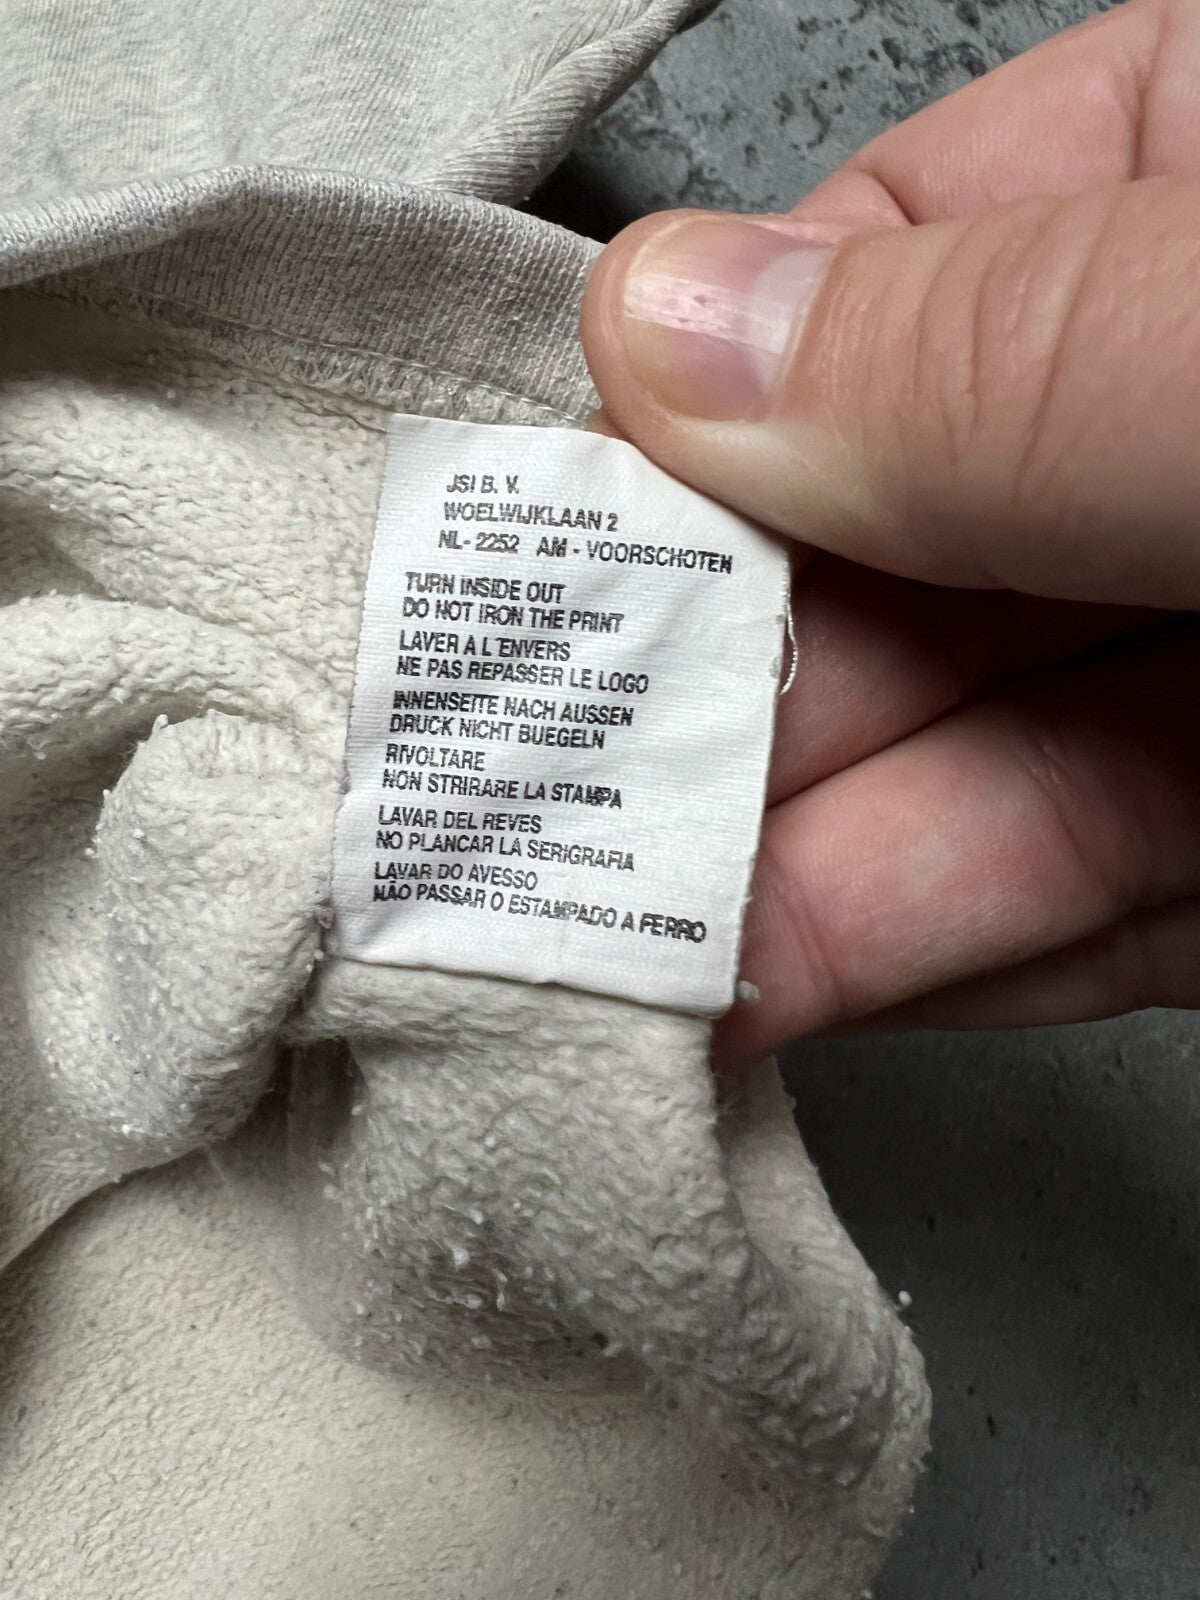 JSI B. V.
WOELWIJKLAAN 2
NL- 2252 AM - VOORSCHOTEN
TURN INSIDE OUT
DO NOT IRON THE PRINT
LAVER A L'ENVERS
NE PAS REPASSER LE LOGO
INNENSEITE NACH AUSSEN
DRUCK NICHT BUEGELN
RIVOLTARE
NON STRIRARE LA STAMPA
LAVAR DEL REVES
NO PLANCAR LA SERIGRAFIA
LAVAR DO AVESSO
NÃO PASSAR O ESTAMPADO A FERRO